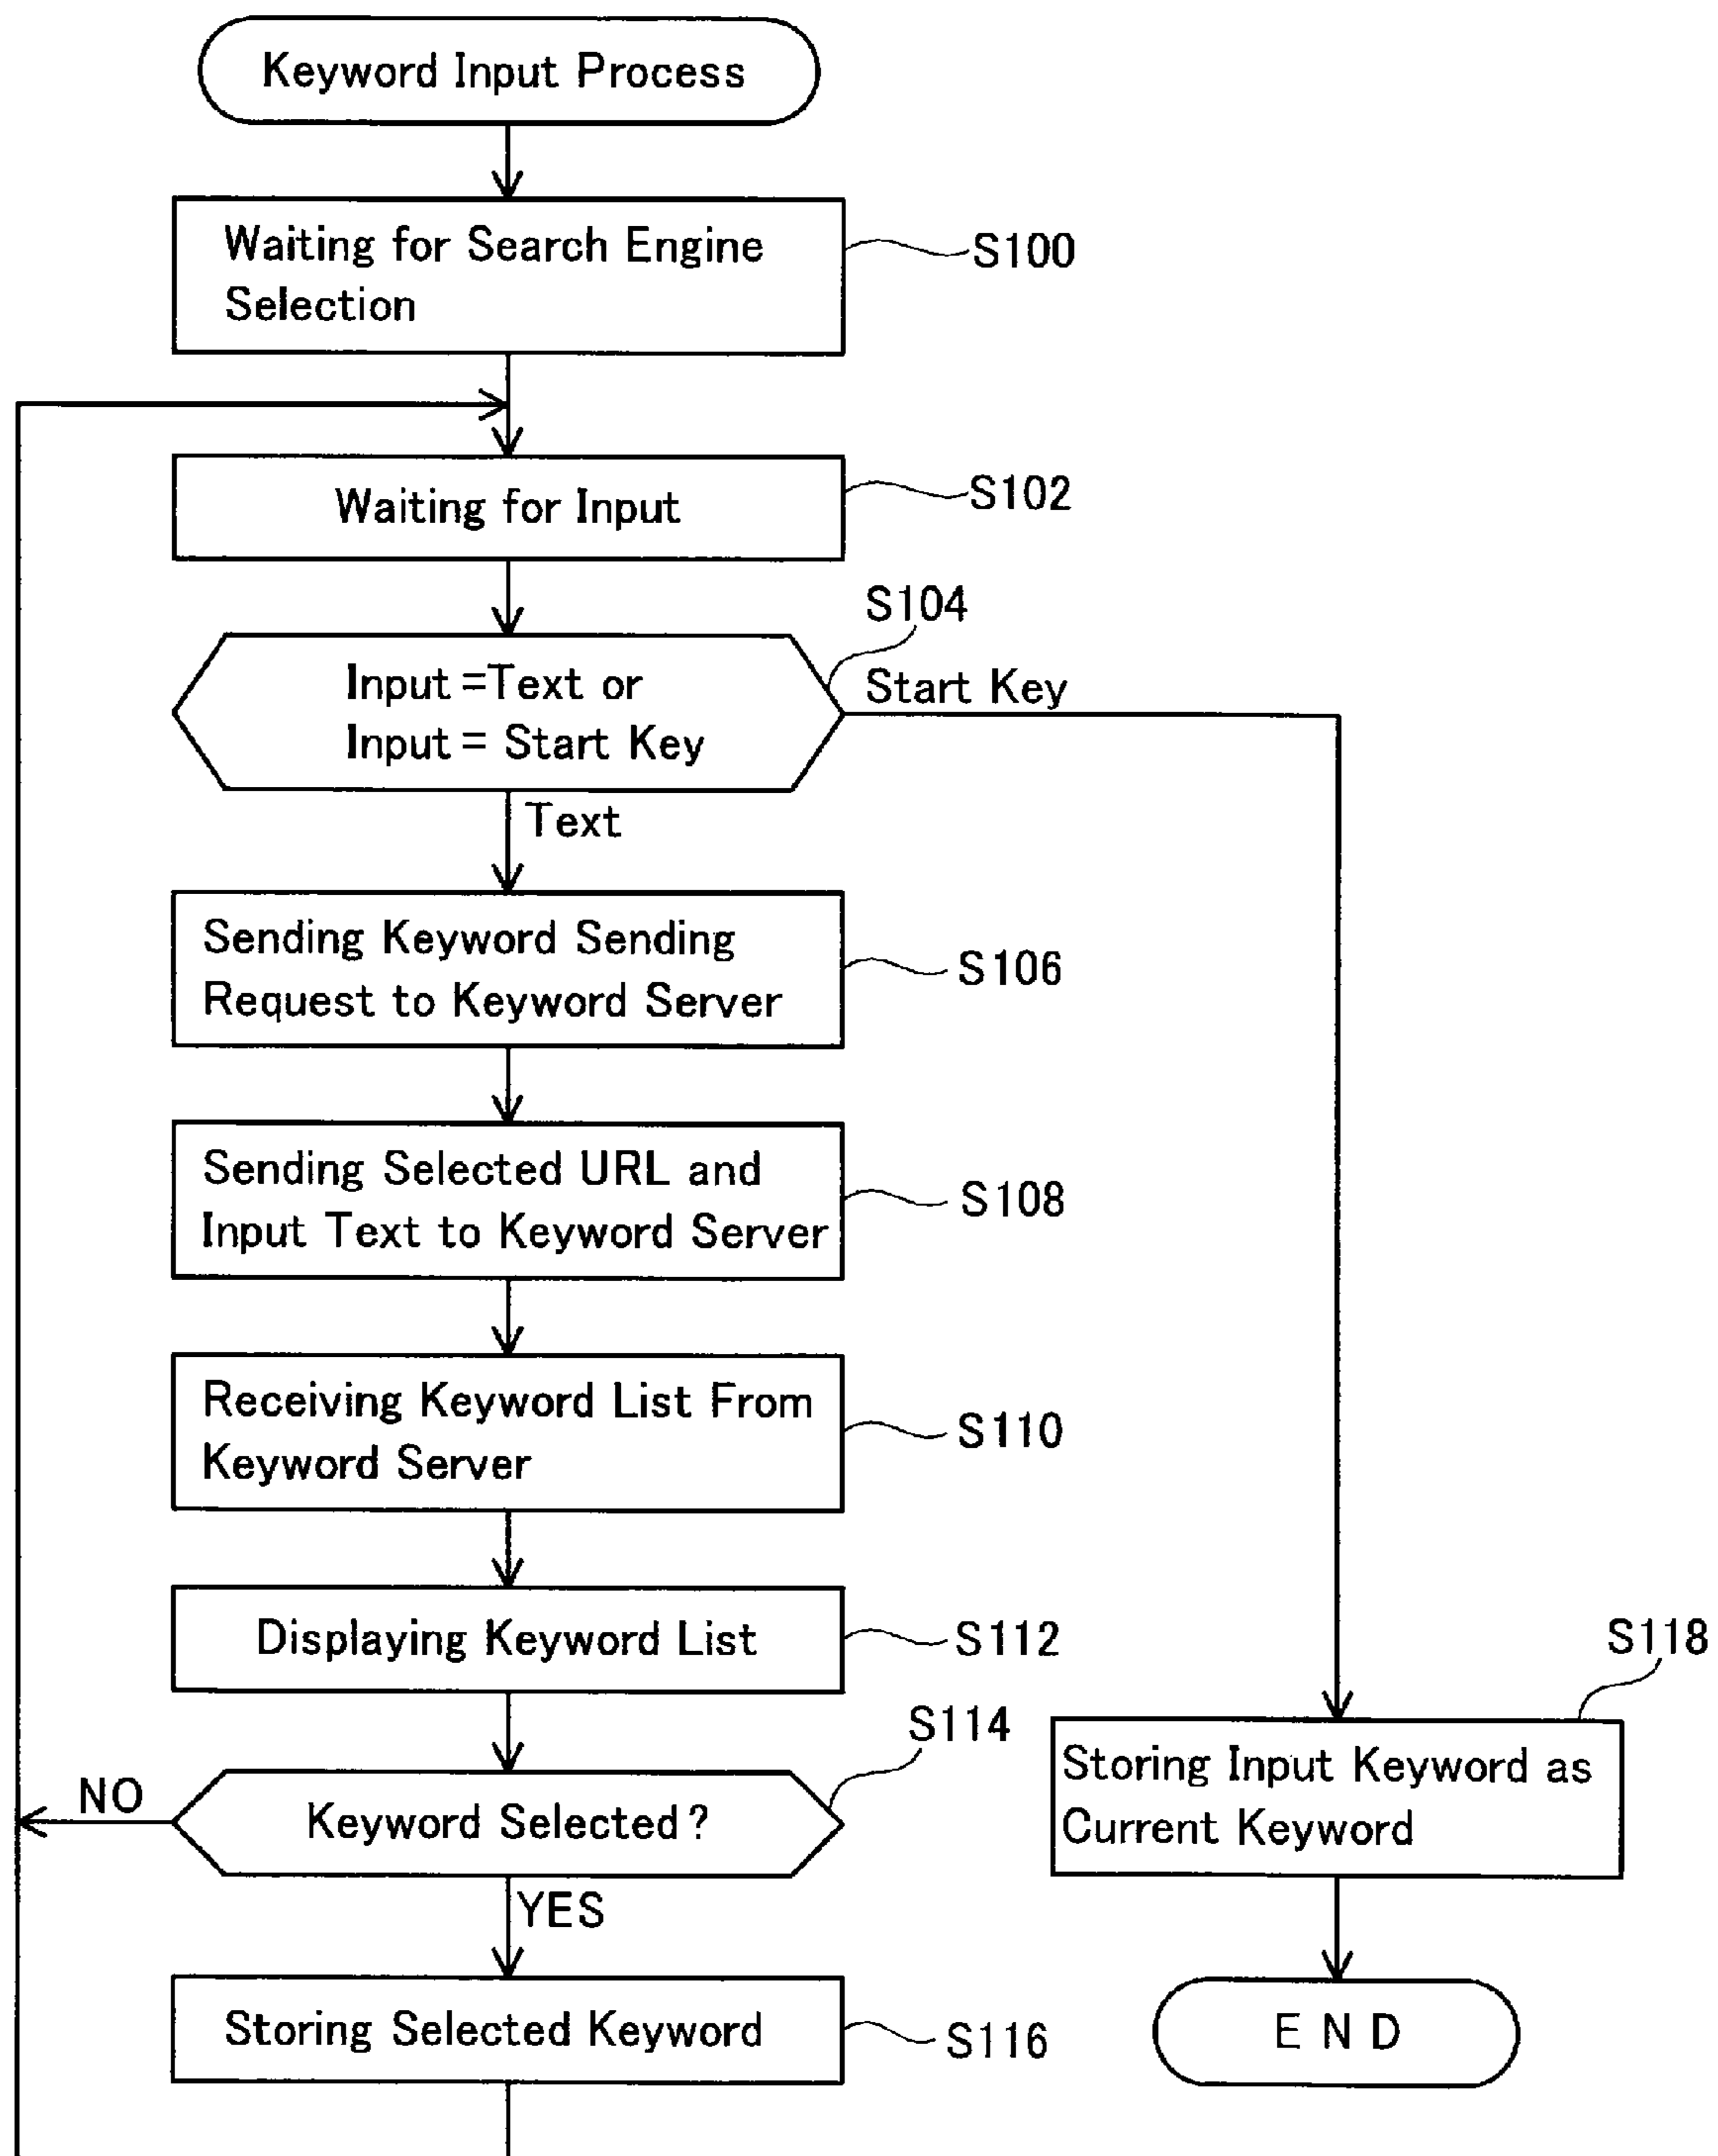 Keyword Input Process
Waiting for Search Engine
Selection
S100
Waiting for Input
S102
S104
Input =Text or
Input = Start Key
Start Key
Text
Sending Keyword Sending
Request to Keyword Server
S106
Sending Selected URL and
Input Text to Keyword Server
S108
Receiving Keyword List From
Keyword Server
S110
Displaying Keyword List
S112
S114
Keyword Selected?
NO
YES
Storing Selected Keyword
S116
S118
Storing Input Keyword as
Current Keyword
END